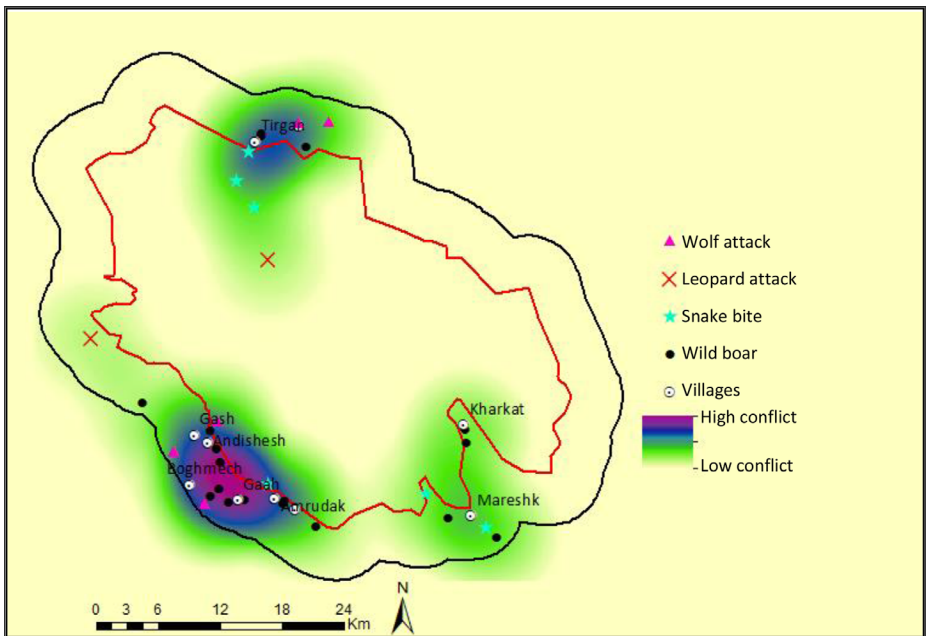 Tirgan
Wolf attack
Leopard attack
Snake bite
Wild boar
Villages
High conflict
Low conflict
Kharkat
Gash
Andishesh
Boghmech
Gaah
Amrudak
Mareshk
N
0 3 6 12 18 24
Km